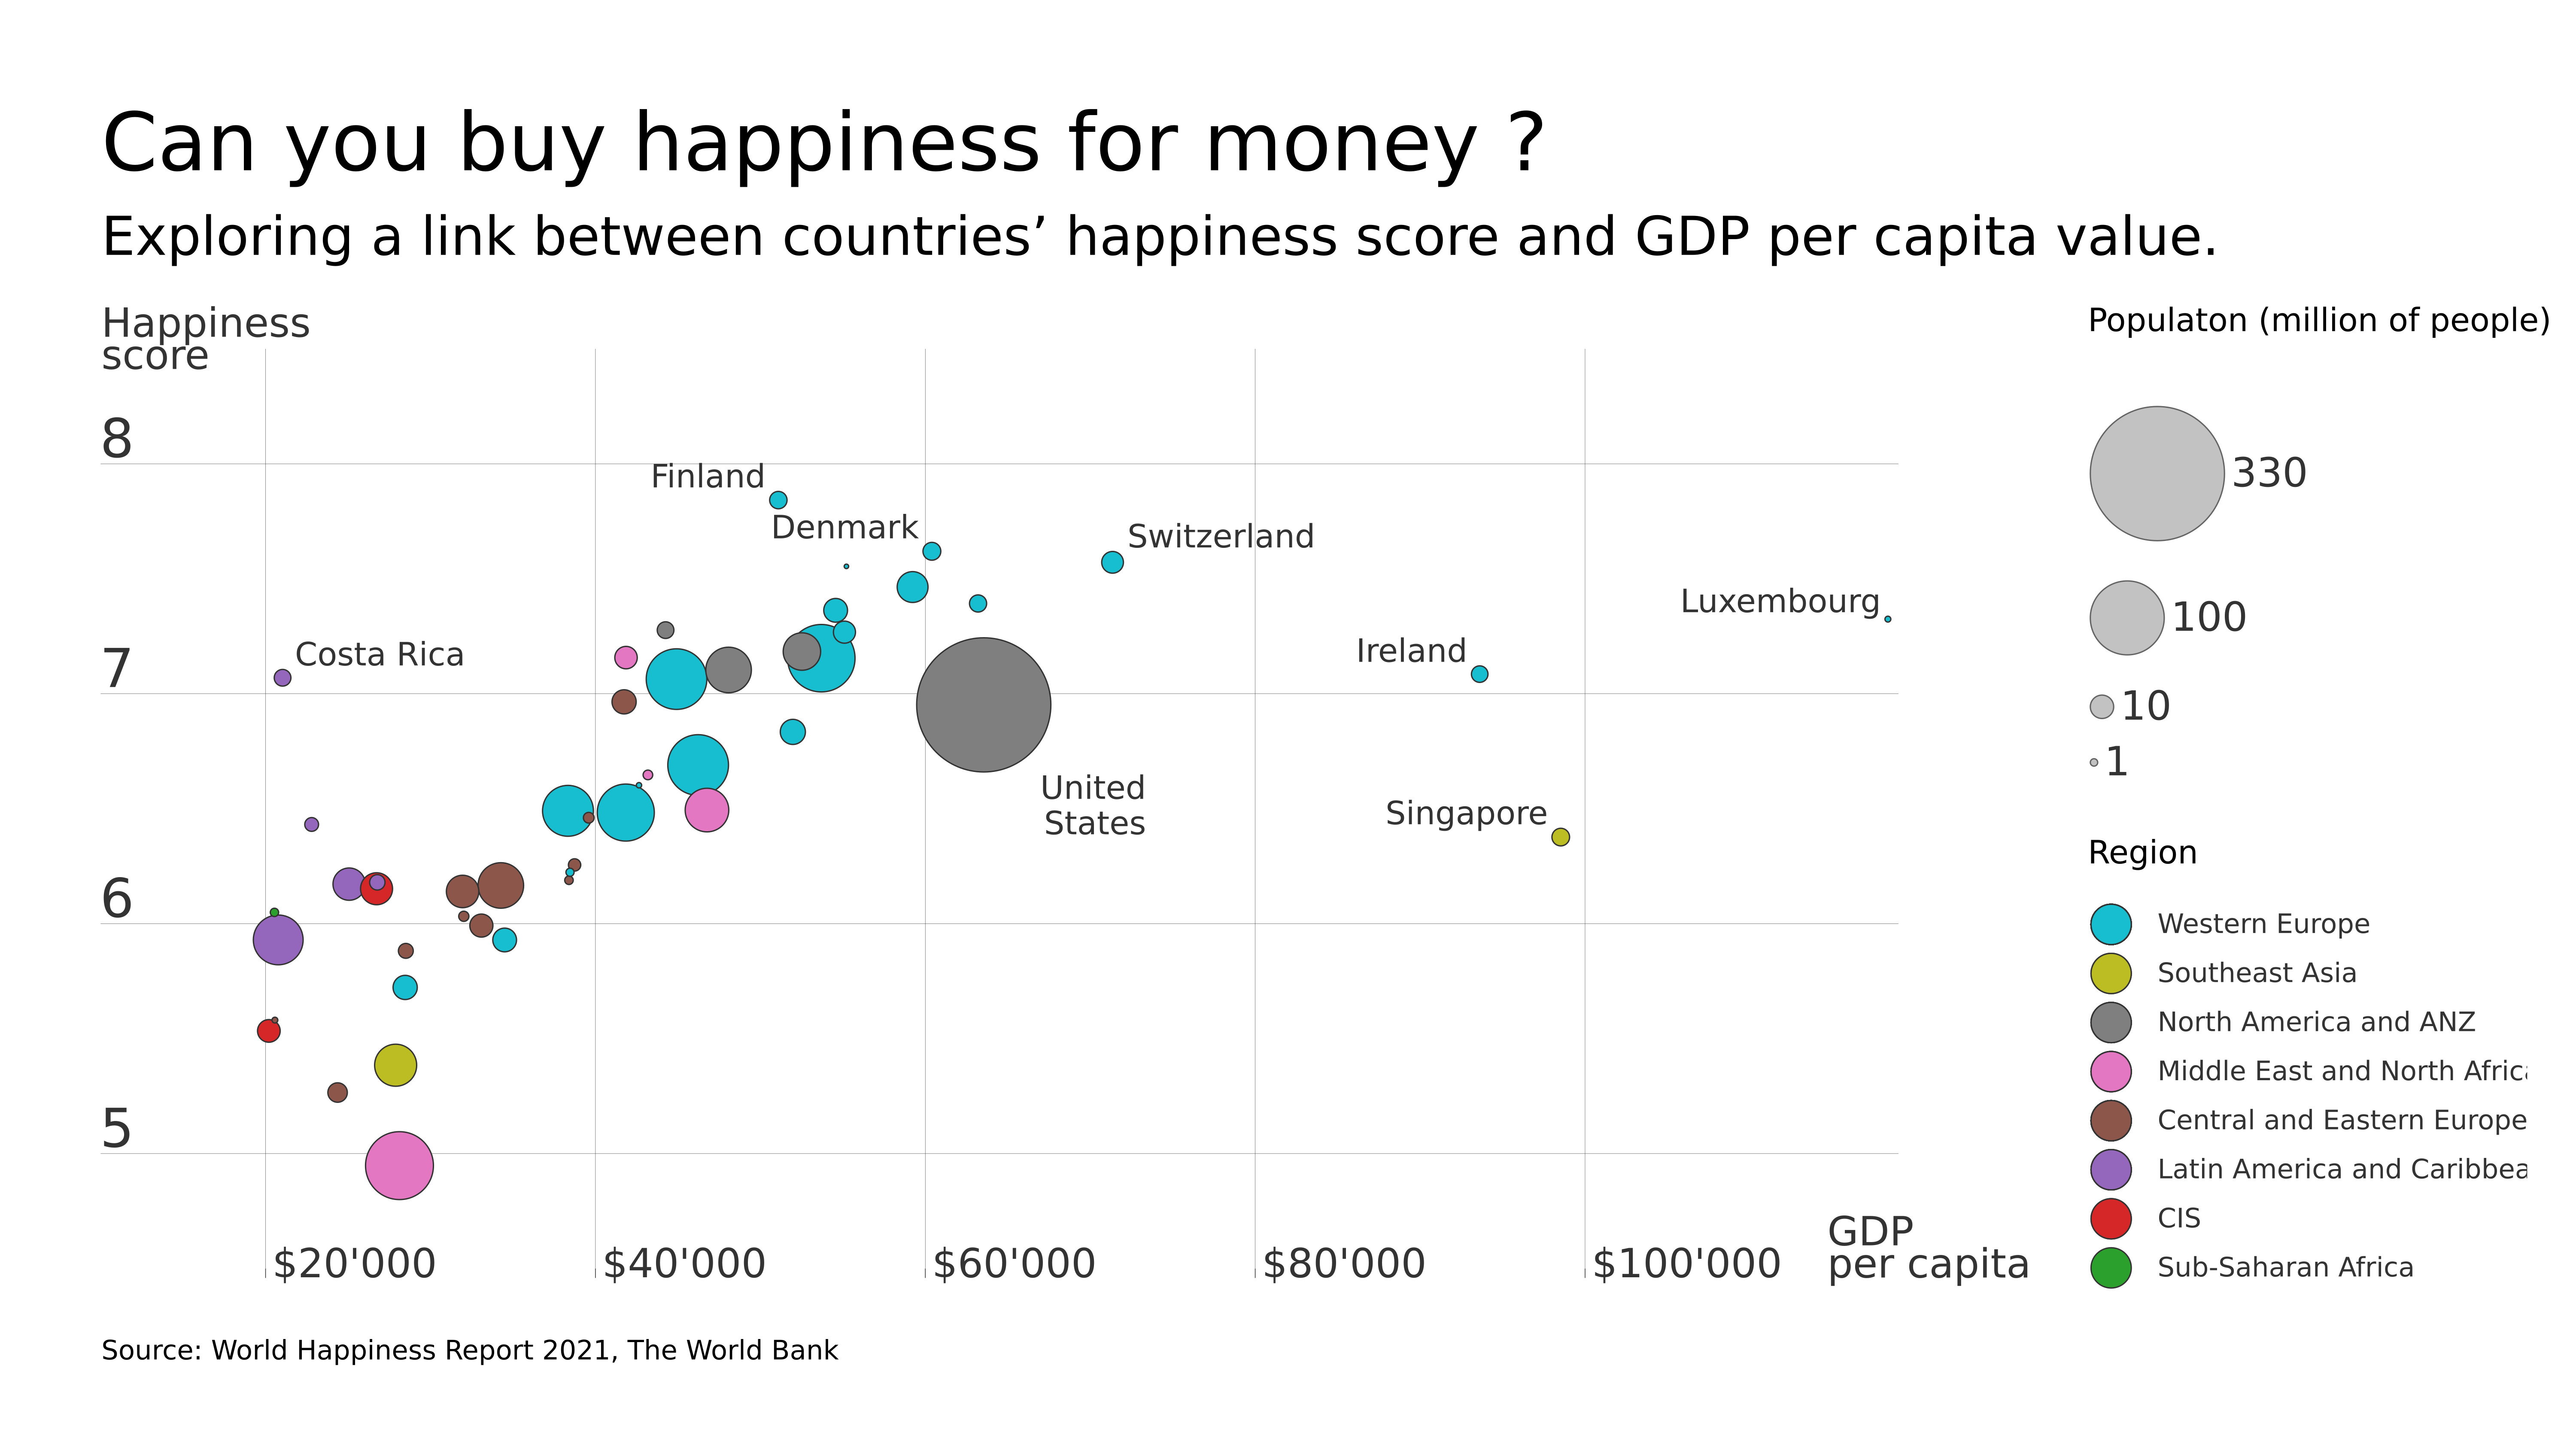 Can you buy happiness for money ?
Exploring a link between countries’ happiness score and GDP per capita value.
Happiness
score
8
7
6
5
Finland
Denmark
Switzerland
Luxembourg
Costa Rica
Ireland
United
States
Singapore
$20'000
$40'000
$60'000
$80'000
$100'000
GDP
per capita
Populaton (million of people)
330
100
10
1
Region
Western Europe
Southeast Asia
North America and ANZ
Middle East and North Africa
Central and Eastern Europe
Latin America and Caribbea
CIS
Sub-Saharan Africa
Source: World Happiness Report 2021, The World Bank